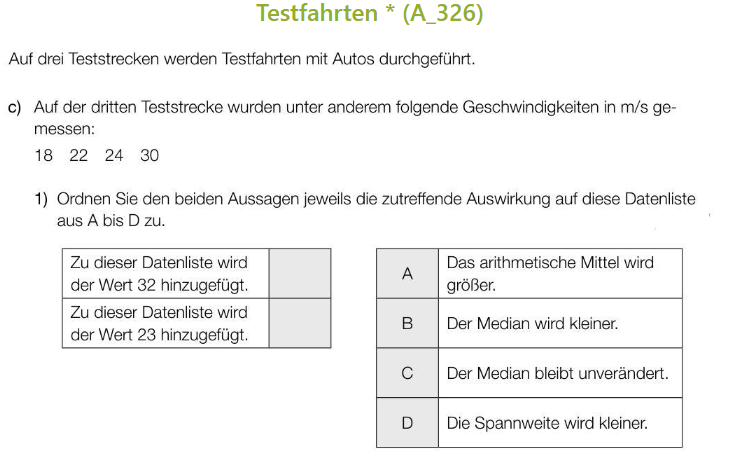 Testfahrten * (A_326)
Auf drei Teststrecken werden Testfahrten mit Autos durchgeführt.
c) Auf der dritten Teststrecke wurden unter anderem folgende Geschwindigkeiten in m/s ge-
messen:
18 22 24 30
1) Ordnen Sie den beiden Aussagen jeweils die zutreffende Auswirkung auf diese Datenliste
aus A bis D zu.
Zu dieser Datenliste wird
der Wert 32 hinzugefügt.
Zu dieser Datenliste wird
der Wert 23 hinzugefügt.
A Das arithmetische Mittel wird
größer.
B Der Median wird kleiner.
C Der Median bleibt unverändert.
D Die Spannweite wird kleiner.